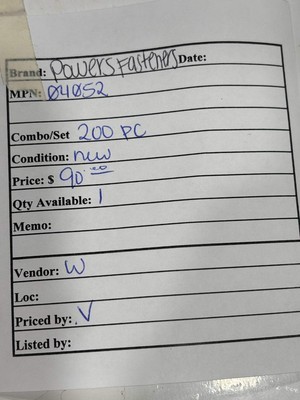 Brand: Powers Fasteners Date:
MPN: 04052
Combo/Set 200 PC
Condition: new
Price: $ 90.00
Qty Available: 1
Memo:
Vendor: W
Loc:
Priced by: V
Listed by: